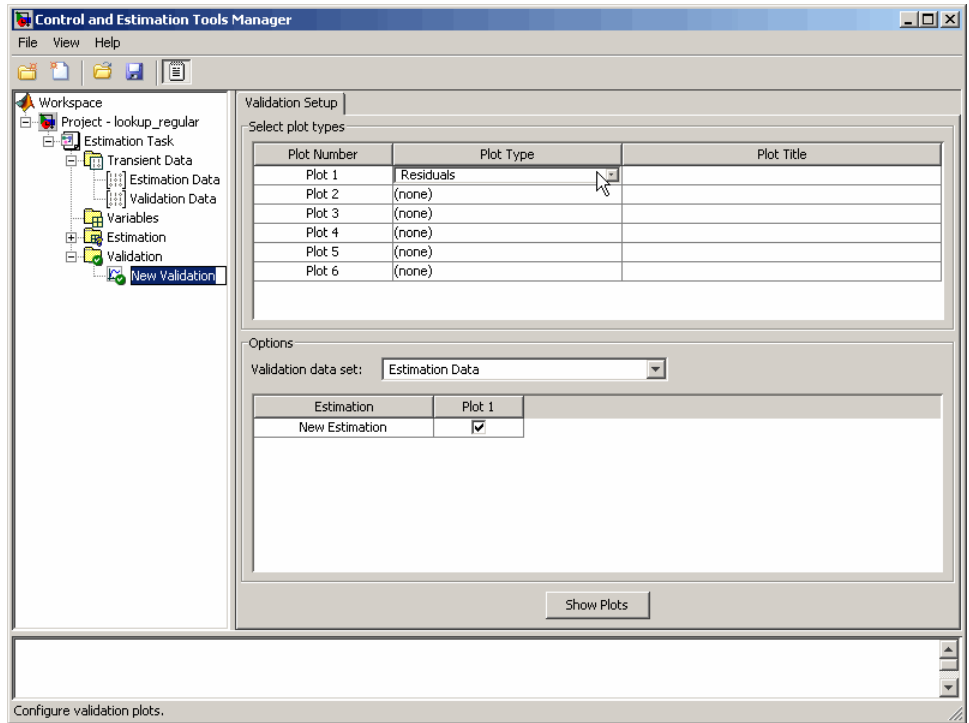 Control and Estimation Tools Manager
File View Help
Workspace
Project - lookup_regular
Estimation Task
Transient Data
Estimation Data
Validation Data
Variables
Estimation
Validation
New Validation
Validation Setup
Select plot types
Plot Number Plot Type Plot Title
Plot 1 Residuals
Plot 2 (none)
Plot 3 (none)
Plot 4 (none)
Plot 5 (none)
Plot 6 (none)
Options
Validation data set: Estimation Data
Estimation Plot 1
New Estimation
Show Plots
Configure validation plots.